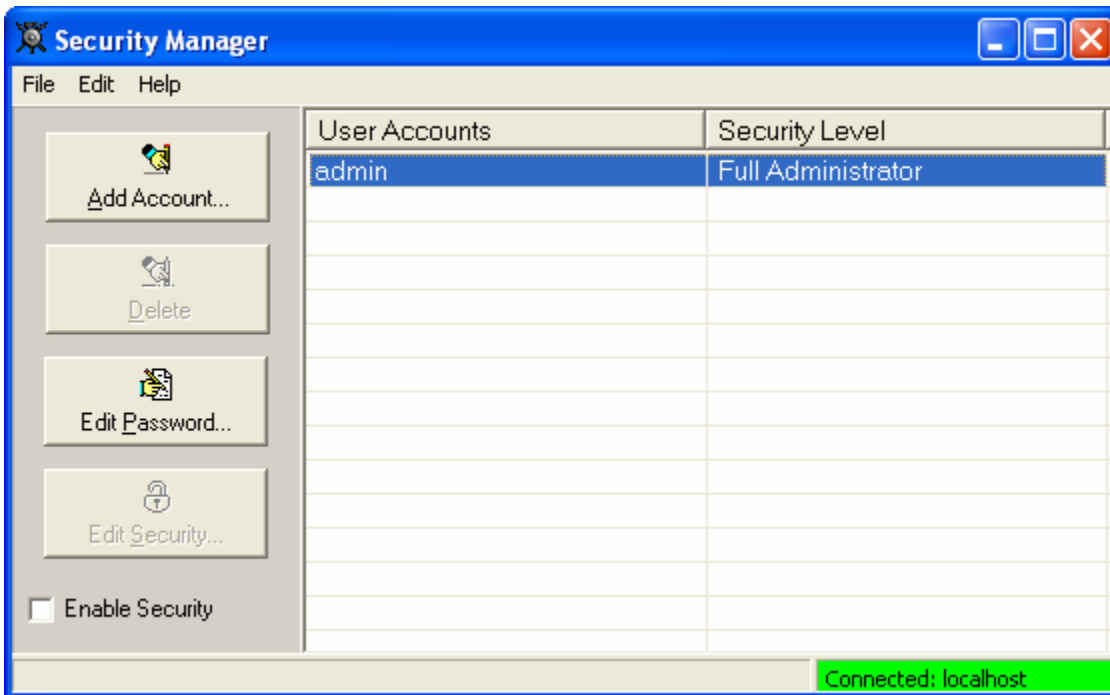 Security Manager
File Edit Help
User Accounts Security Level
admin Full Administrator
Add Account...
Delete
Edit Password...
Edit Security...
Enable Security
Connected: localhost